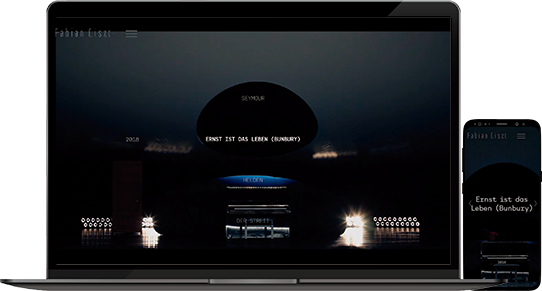 Fabian Liszt
SEYMOUR
2018
ERNST IST DAS LEBEN (BUNBURY)
HELDEN
DER STREIT
Fabian Liszt
Ernst ist das
Leben (Bunbury)
2018